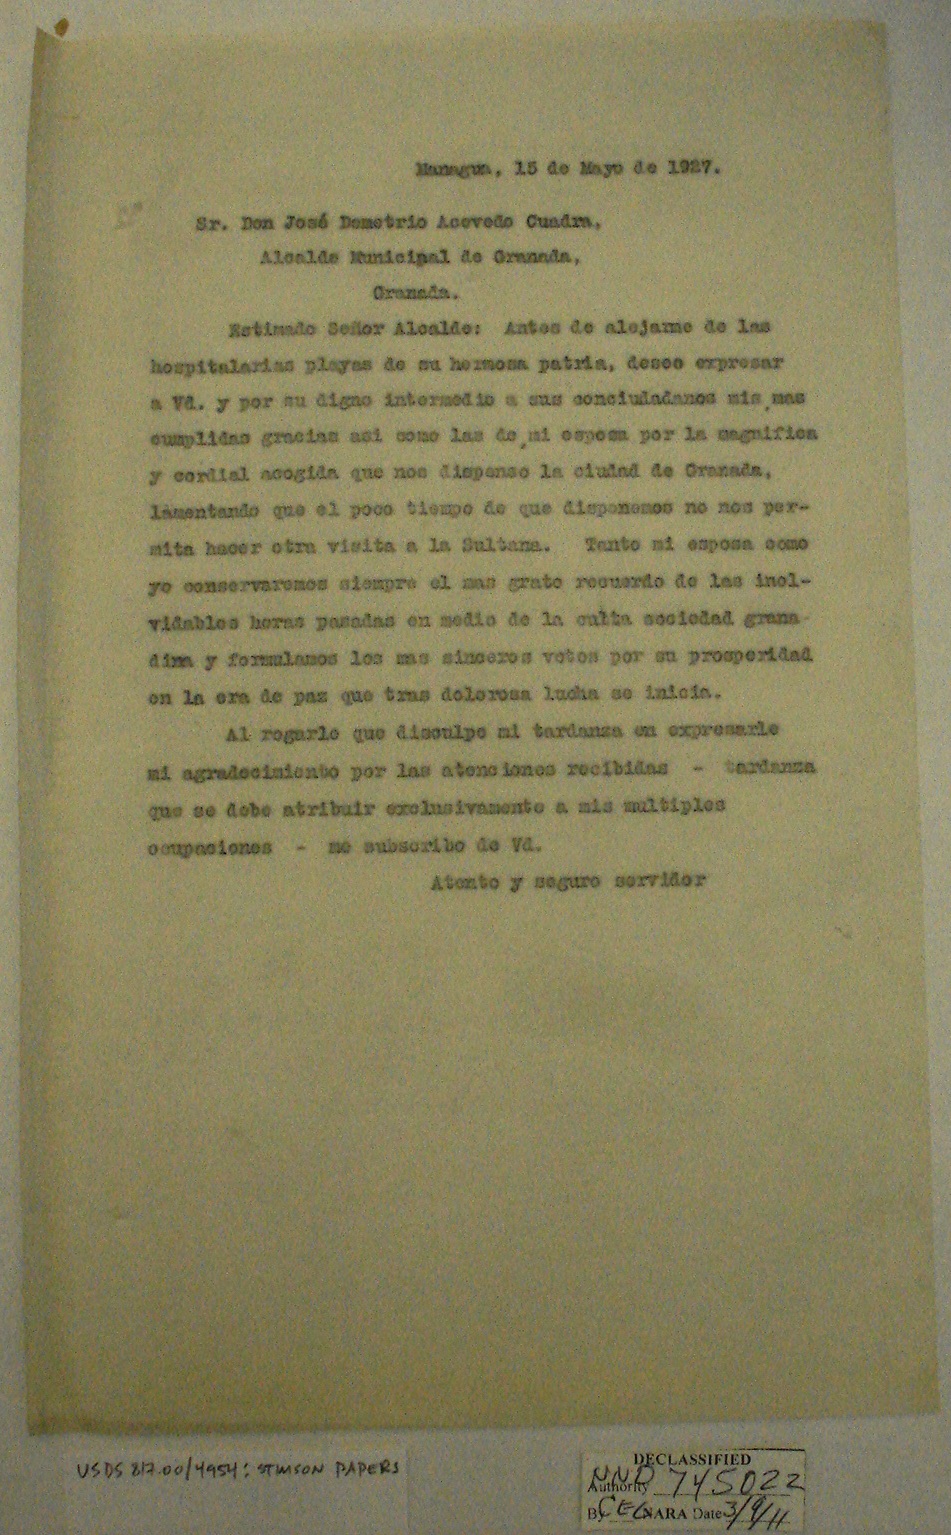 Managua, 15 de Mayo de 1927.
Sr. Don José Demetrio Acevedo Cuadra,
Alcalde Municipal de Granada,
Granada.
Estimado Señor Alcalde: Antes de alejarme de las
hospitalarias playas de su hermosa patria, deseo expresar
a Vd. y por su digno intermedio a sus conciudadanos mis mas
cumplidas gracias asi como las de mi esposa por la magnifica
y cordial acogida que nos dispenso la ciudad de Granada,
lamentando que el poco tiempo de que disponemos no nos per-
mita hacer otra visita a la Sultana. Tanto mi esposa como
yo conservaremos siempre el mas grato recuerdo de las inol-
vidables horas pasadas en medio de la culta sociedad grana
dina y formulamos los mas sinceros votos por su prosperidad
en la era de paz que tras dolorosa lucha se inicia.
Al rogarle que disculpe mi tardanza en expresarle
mi agradecimiento por las atenciones recibidas - tardanza
que se debe atribuir exclusivamente a mis multiples
ocupaciones - me subscribo de Vd.
Atento y seguro servidor
USDS 817.00/4954: STIMSON PAPERS
DECLASSIFIED
Authority NND 745022
By CEG NARA Date 3/9/11